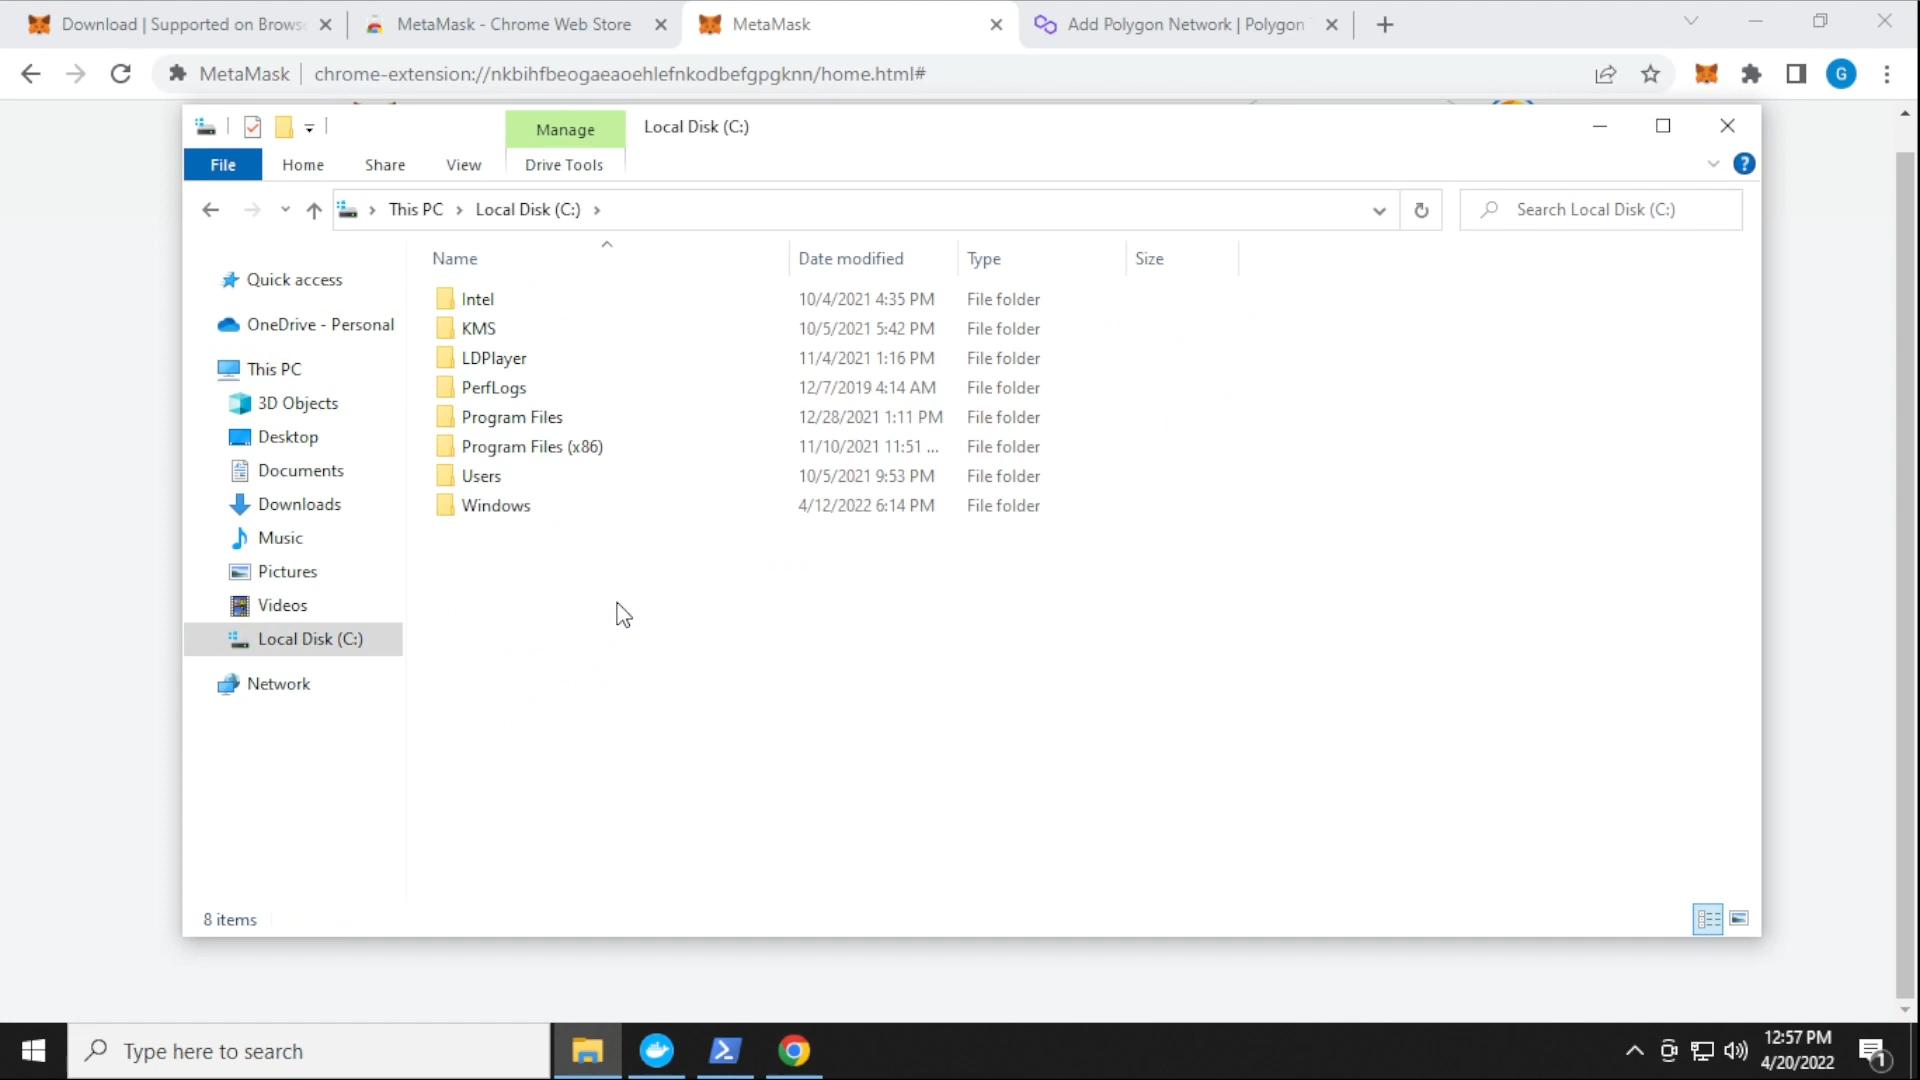 Download | Supported on Brows
MetaMask - Chrome Web Store
MetaMask
Add Polygon Network | Polygon
MetaMask
chrome-extension://nkbihfbeogaeaoehlefnkodbefgpgknn/home.html#
G
Manage
Local Disk (C:)
File
Home
Share
View
Drive Tools
?
This PC > Local Disk (C:) >
Search Local Disk (C:)
Name
Date modified
Type
Size
Quick access
OneDrive - Personal
This PC
3D Objects
Desktop
Documents
Downloads
Music
Pictures
Videos
Local Disk (C:)
Network
Intel 10/4/2021 4:35 PM File folder
KMS 10/5/2021 5:42 PM File folder
LDPlayer 11/4/2021 1:16 PM File folder
PerfLogs 12/7/2019 4:14 AM File folder
Program Files 12/28/2021 1:11 PM File folder
Program Files (x86) 11/10/2021 11:51 ... File folder
Users 10/5/2021 9:53 PM File folder
Windows 4/12/2022 6:14 PM File folder
8 items
Type here to search
12:57 PM
4/20/2022
1